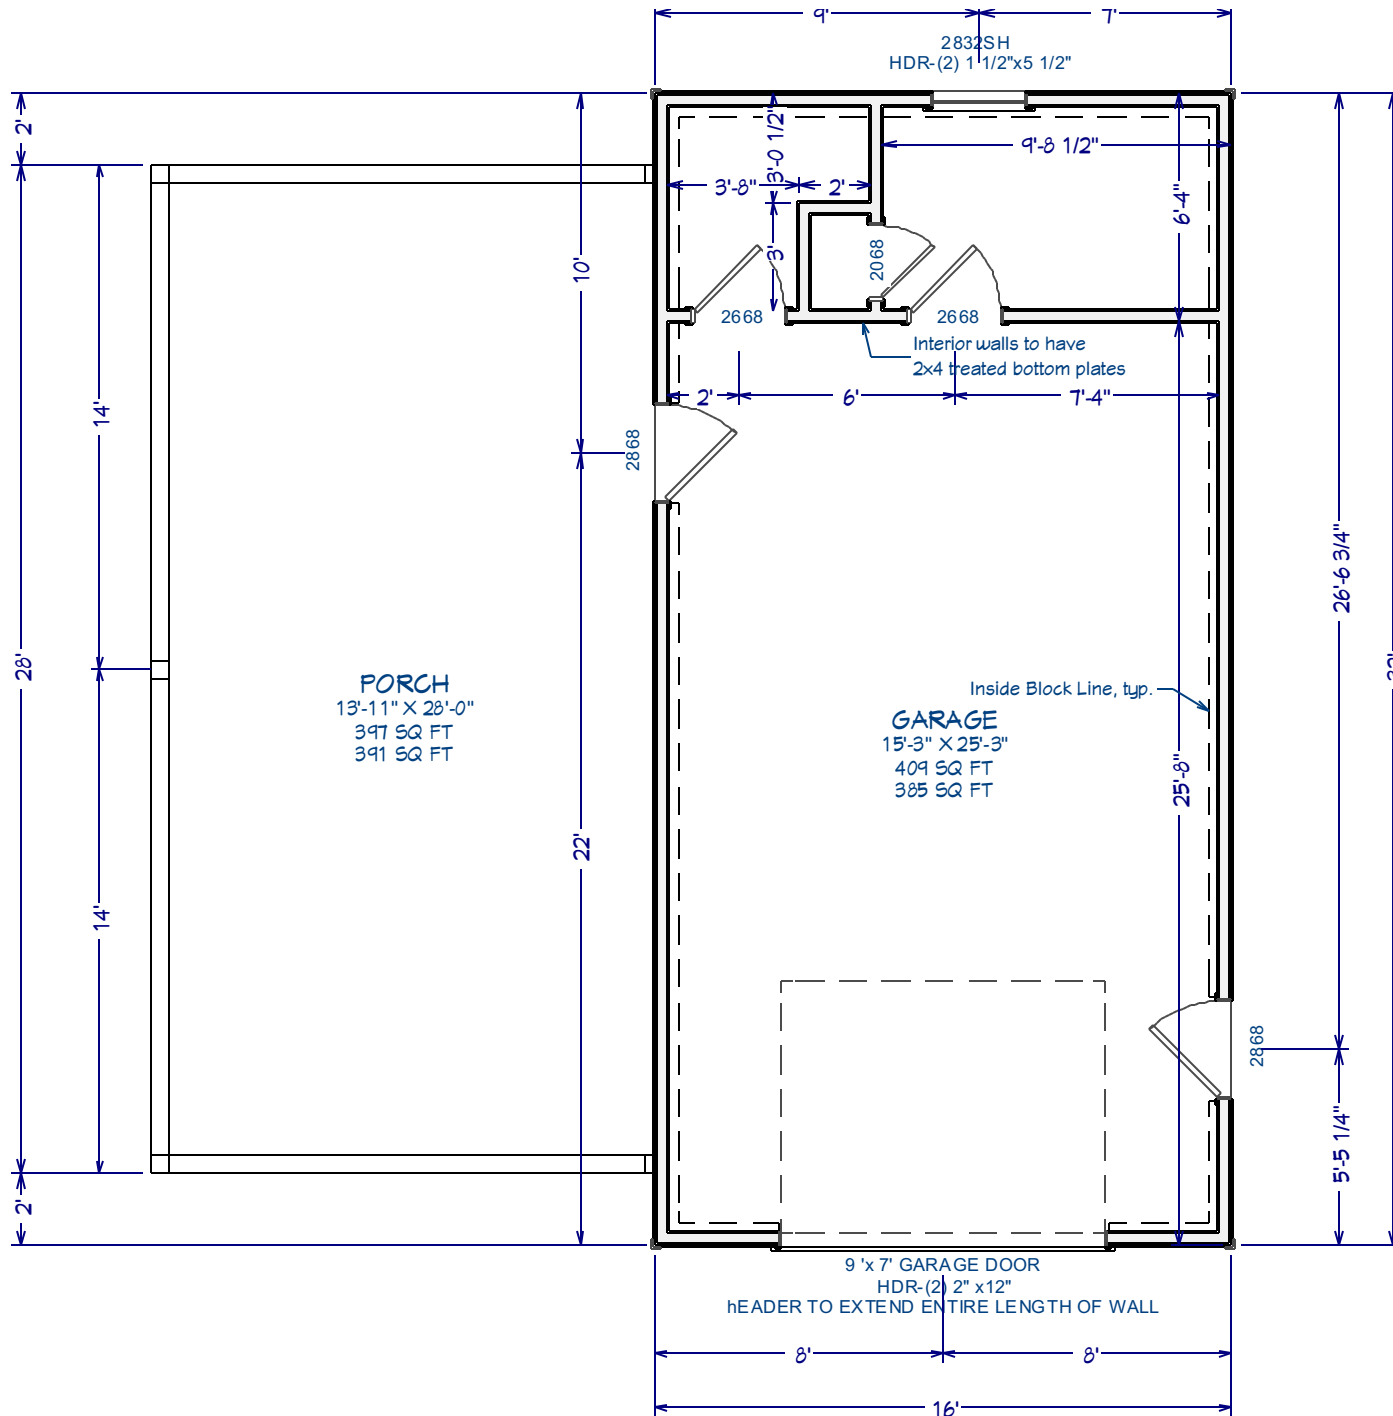 9'
7'
2832SH
HDR-(2) 1 1/2"x5 1/2"
2'
3'-0 1/2"
9'-8 1/2"
3'-8"
2'
6'-4"
10'
3'
2068
2668
2668
Interior walls to have
2x4 treated bottom plates
2'
6'
7'-4"
14'
2868
26'-6 3/4"
28'
PORCH
13'-11" X 28'-0"
397 SQ FT
391 SQ FT
Inside Block Line, typ.
GARAGE
15'-3" X 25'-3"
409 SQ FT
385 SQ FT
25'-8"
22'
14'
2868
5'-5 1/4"
2'
9 'x 7' GARAGE DOOR
HDR-(2) 2" x12"
hEADER TO EXTEND ENTIRE LENGTH OF WALL
8'
8'
16'